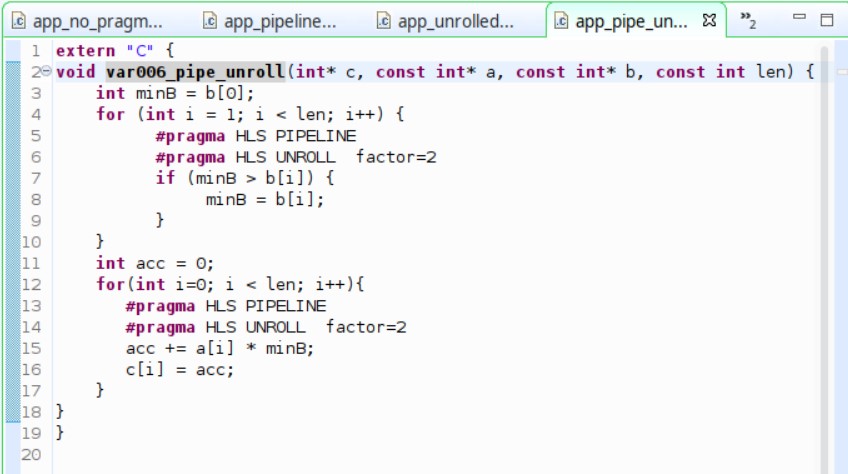 app_no_pragm... app_pipeline... app_unrolled... app_pipe_un... »2
1 extern "C" {
2 void var006_pipe_unroll(int* c, const int* a, const int* b, const int len) {
3     int minB = b[0];
4     for (int i = 1; i < len; i++) {
5           #pragma HLS PIPELINE
6           #pragma HLS UNROLL  factor=2
7           if (minB > b[i]) {
8                minB = b[i];
9           }
10     }
11     int acc = 0;
12     for(int i=0; i < len; i++){
13        #pragma HLS PIPELINE
14        #pragma HLS UNROLL  factor=2
15        acc += a[i] * minB;
16        c[i] = acc;
17     }
18 }
19 }
20